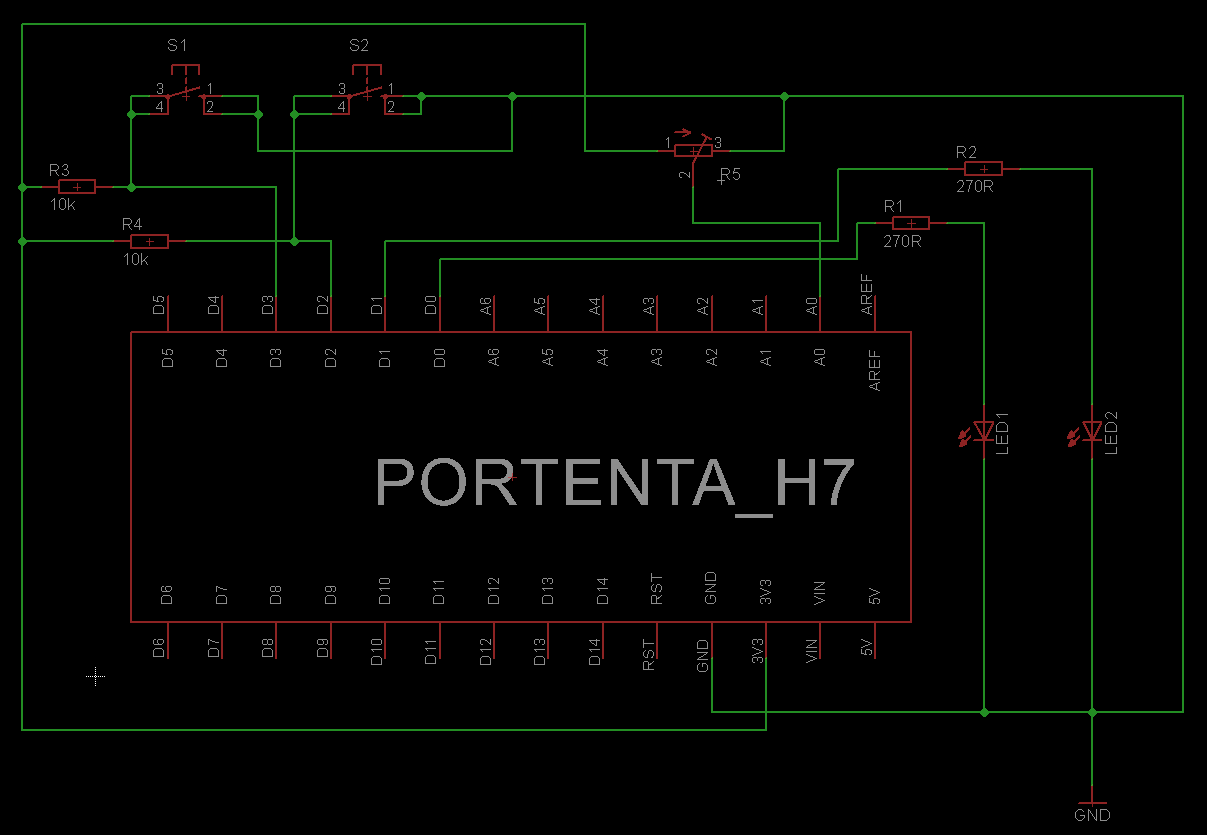 S1 S2
3 1 3 1
4 2 4 2
1 3
2 R5
R3
10k
R2
270R
R4
10k
R1
270R
D5 D4 D3 D2 D1 D0 A6 A5 A4 A3 A2 A1 A0 AREF
D5 D4 D3 D2 D1 D0 A6 A5 A4 A3 A2 A1 A0 AREF
LED1 LED2
PORTENTA_H7
D6 D7 D8 D9 D10 D11 D12 D13 D14 RST GND 3V3 VIN 5V
D6 D7 D8 D9 D10 D11 D12 D13 D14 RST GND 3V3 VIN 5V
GND